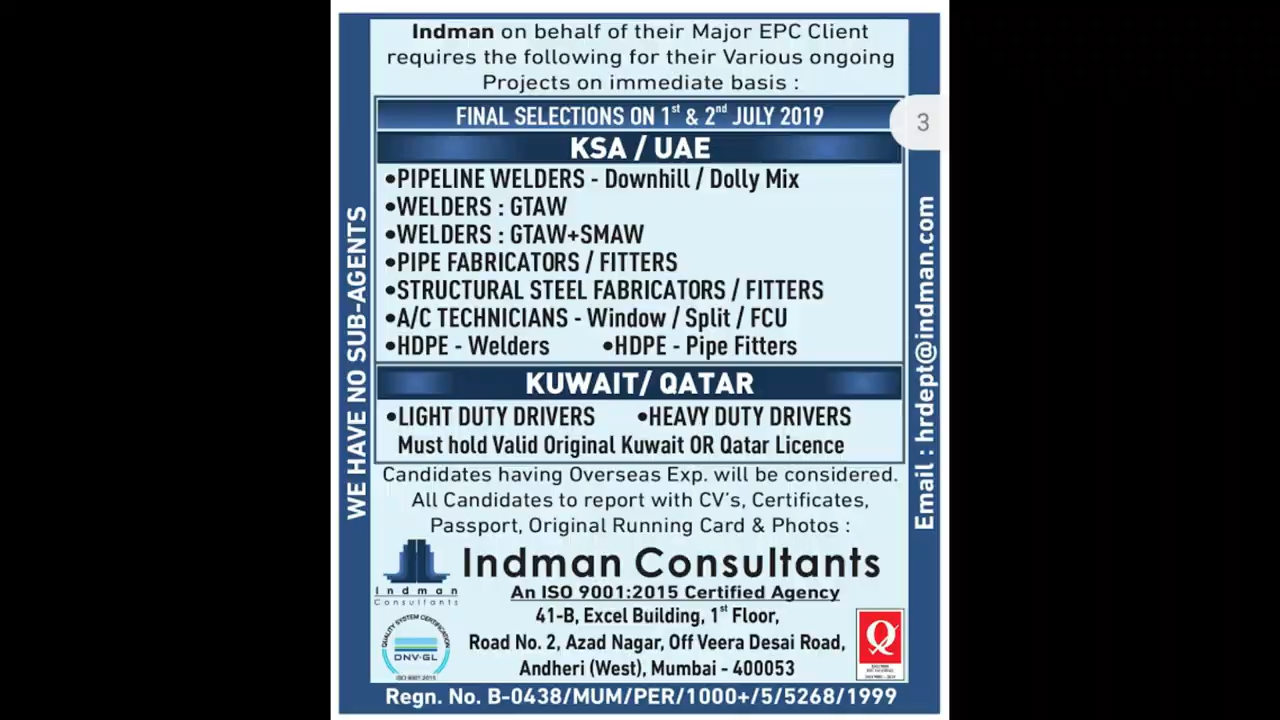 Indman on behalf of their Major EPC Client
requires the following for their Various ongoing
Projects on immediate basis :
FINAL SELECTIONS ON 1st & 2nd JULY 2019
3
KSA / UAE
•PIPELINE WELDERS - Downhill / Dolly Mix
•WELDERS : GTAW
•WELDERS : GTAW+SMAW
•PIPE FABRICATORS / FITTERS
•STRUCTURAL STEEL FABRICATORS / FITTERS
•A/C TECHNICIANS - Window / Split / FCU
•HDPE - Welders •HDPE - Pipe Fitters
KUWAIT/ QATAR
•LIGHT DUTY DRIVERS •HEAVY DUTY DRIVERS
Must hold Valid Original Kuwait OR Qatar Licence
WE HAVE NO SUB-AGENTS
Email : hrdept@indman.com
Candidates having Overseas Exp. will be considered.
All Candidates to report with CV's, Certificates,
Passport, Original Running Card & Photos :
Indman Consultants
Indman
Consultants
An ISO 9001:2015 Certified Agency
41-B, Excel Building, 1st Floor,
Road No. 2, Azad Nagar, Off Veera Desai Road,
Andheri (West), Mumbai - 400053
QUALITY SYSTEM CERTIFICATION
DNV·GL
ISO 9001:2015
Q
Regn. No. B-0438/MUM/PER/1000+/5/5268/1999